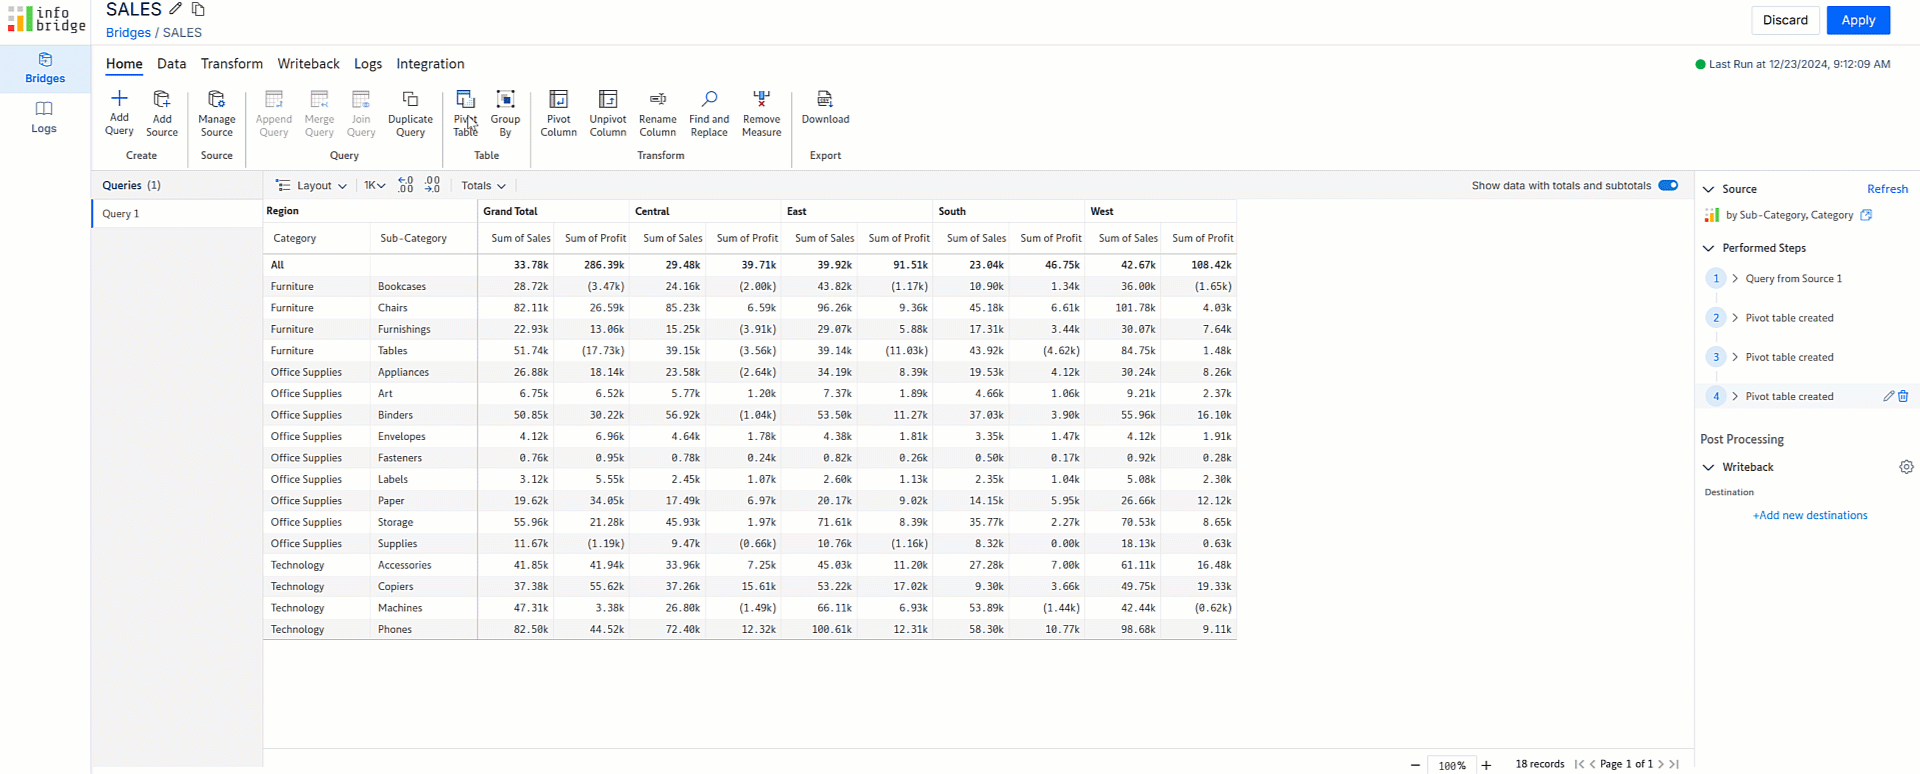 info bridge
SALES
Bridges / SALES
Discard
Apply
Bridges
Logs
Home Data Transform Writeback Logs Integration
Last Run at 12/23/2024, 9:12:09 AM
Add Query
Add Source
Manage Source
Append Query
Merge Query
Join Query
Duplicate Query
Pivot Table
Group By
Pivot Column
Unpivot Column
Rename Column
Find and Replace
Remove Measure
Download
Create Source Query Table Transform Export
Queries (1)
Query 1
Layout 1K Totals
Show data with totals and subtotals
Region Grand Total Central East South West
Category Sub-Category Sum of Sales Sum of Profit Sum of Sales Sum of Profit Sum of Sales Sum of Profit Sum of Sales Sum of Profit Sum of Sales Sum of Profit
All 33.78k 286.39k 29.48k 39.71k 39.92k 91.51k 23.04k 46.75k 42.67k 108.42k
Furniture Bookcases 28.72k (3.47k) 24.16k (2.00k) 43.82k (1.17k) 10.90k 1.34k 36.00k (1.65k)
Furniture Chairs 82.11k 26.59k 85.23k 6.59k 96.26k 9.36k 45.18k 6.61k 101.78k 4.03k
Furniture Furnishings 22.93k 13.06k 15.25k (3.91k) 29.07k 5.88k 17.31k 3.44k 30.07k 7.64k
Furniture Tables 51.74k (17.73k) 39.15k (3.56k) 39.14k (11.03k) 43.92k (4.62k) 84.75k 1.48k
Office Supplies Appliances 26.88k 18.14k 23.58k (2.64k) 34.19k 8.39k 19.53k 4.12k 30.24k 8.26k
Office Supplies Art 6.75k 6.52k 5.77k 1.20k 7.37k 1.89k 4.66k 1.06k 9.21k 2.37k
Office Supplies Binders 50.85k 30.22k 56.92k (1.04k) 53.50k 11.27k 37.03k 3.90k 55.96k 16.10k
Office Supplies Envelopes 4.12k 6.96k 4.64k 1.78k 4.38k 1.81k 3.35k 1.47k 4.12k 1.91k
Office Supplies Fasteners 0.76k 0.95k 0.78k 0.24k 0.82k 0.26k 0.50k 0.17k 0.92k 0.28k
Office Supplies Labels 3.12k 5.55k 2.45k 1.07k 2.60k 1.13k 2.35k 1.04k 5.08k 2.30k
Office Supplies Paper 19.62k 34.05k 17.49k 6.97k 20.17k 9.02k 14.15k 5.95k 26.66k 12.12k
Office Supplies Storage 55.96k 21.28k 45.93k 1.97k 71.61k 8.39k 35.77k 2.27k 70.53k 8.65k
Office Supplies Supplies 11.67k (1.19k) 9.47k (0.66k) 10.76k (1.16k) 8.32k 0.00k 18.13k 0.63k
Technology Accessories 41.85k 41.94k 33.96k 7.25k 45.03k 11.20k 27.28k 7.00k 61.11k 16.48k
Technology Copiers 37.38k 55.62k 37.26k 15.61k 53.22k 17.02k 9.30k 3.66k 49.75k 19.33k
Technology Machines 47.31k 3.38k 26.80k (1.49k) 66.11k 6.93k 53.89k (1.44k) 42.44k (0.62k)
Technology Phones 82.50k 44.52k 72.40k 12.32k 100.61k 12.31k 58.30k 10.77k 98.68k 9.11k
100% 18 records Page 1 of 1
Source Refresh
by Sub-Category, Category
Performed Steps
1 Query from Source 1
2 Pivot table created
3 Pivot table created
4 Pivot table created
Post Processing
Writeback
Destination
+Add new destinations